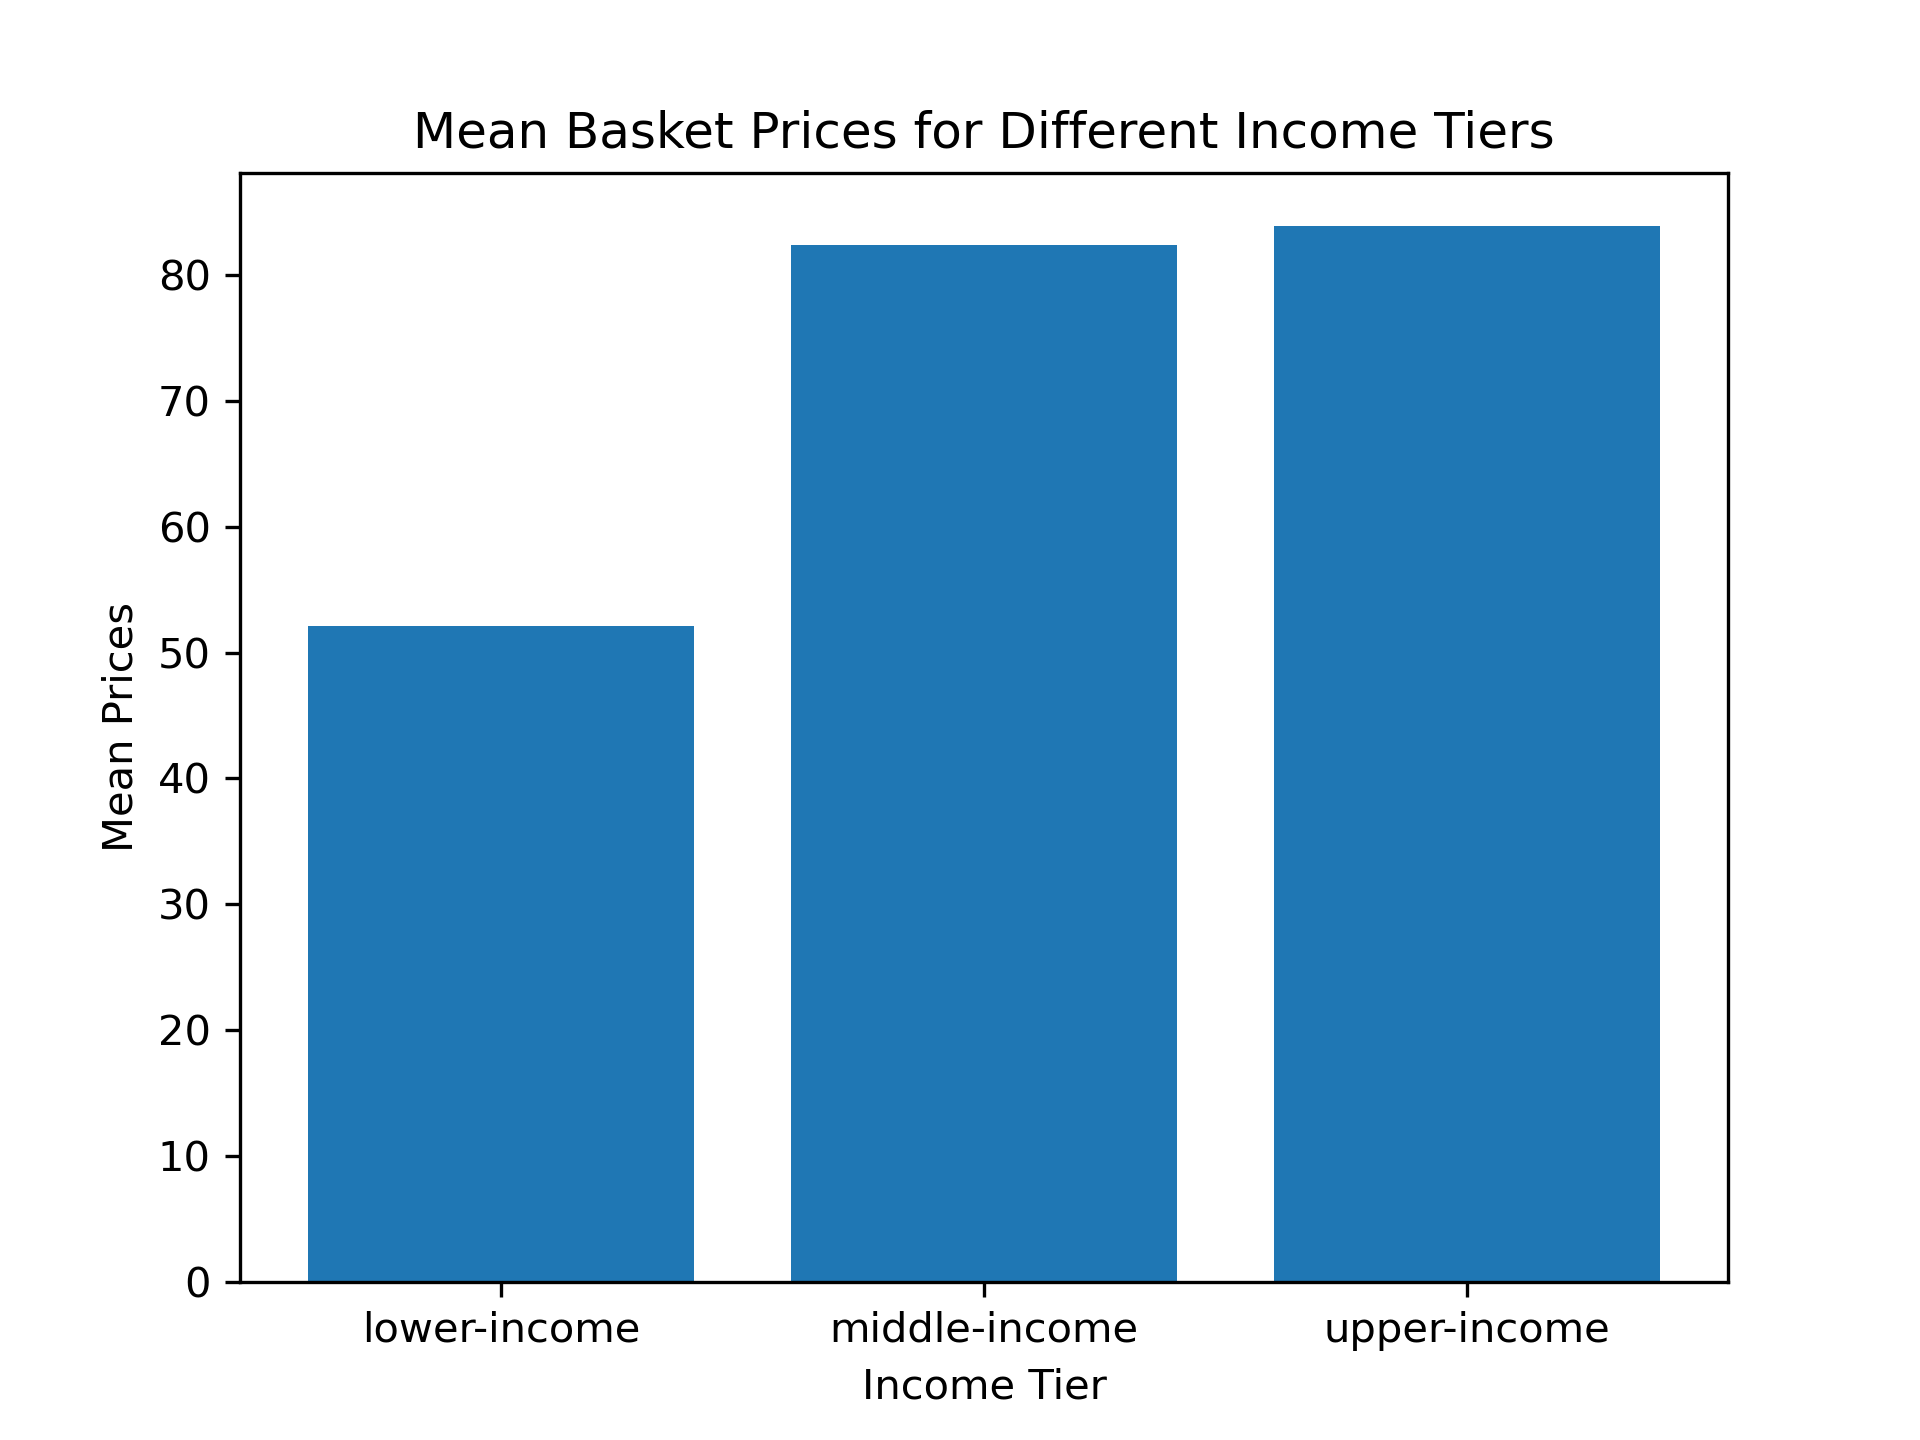 Mean Basket Prices for Different Income Tiers
80
70
60
50
40
30
20
10
0
Mean Prices
lower-income middle-income upper-income
Income Tier